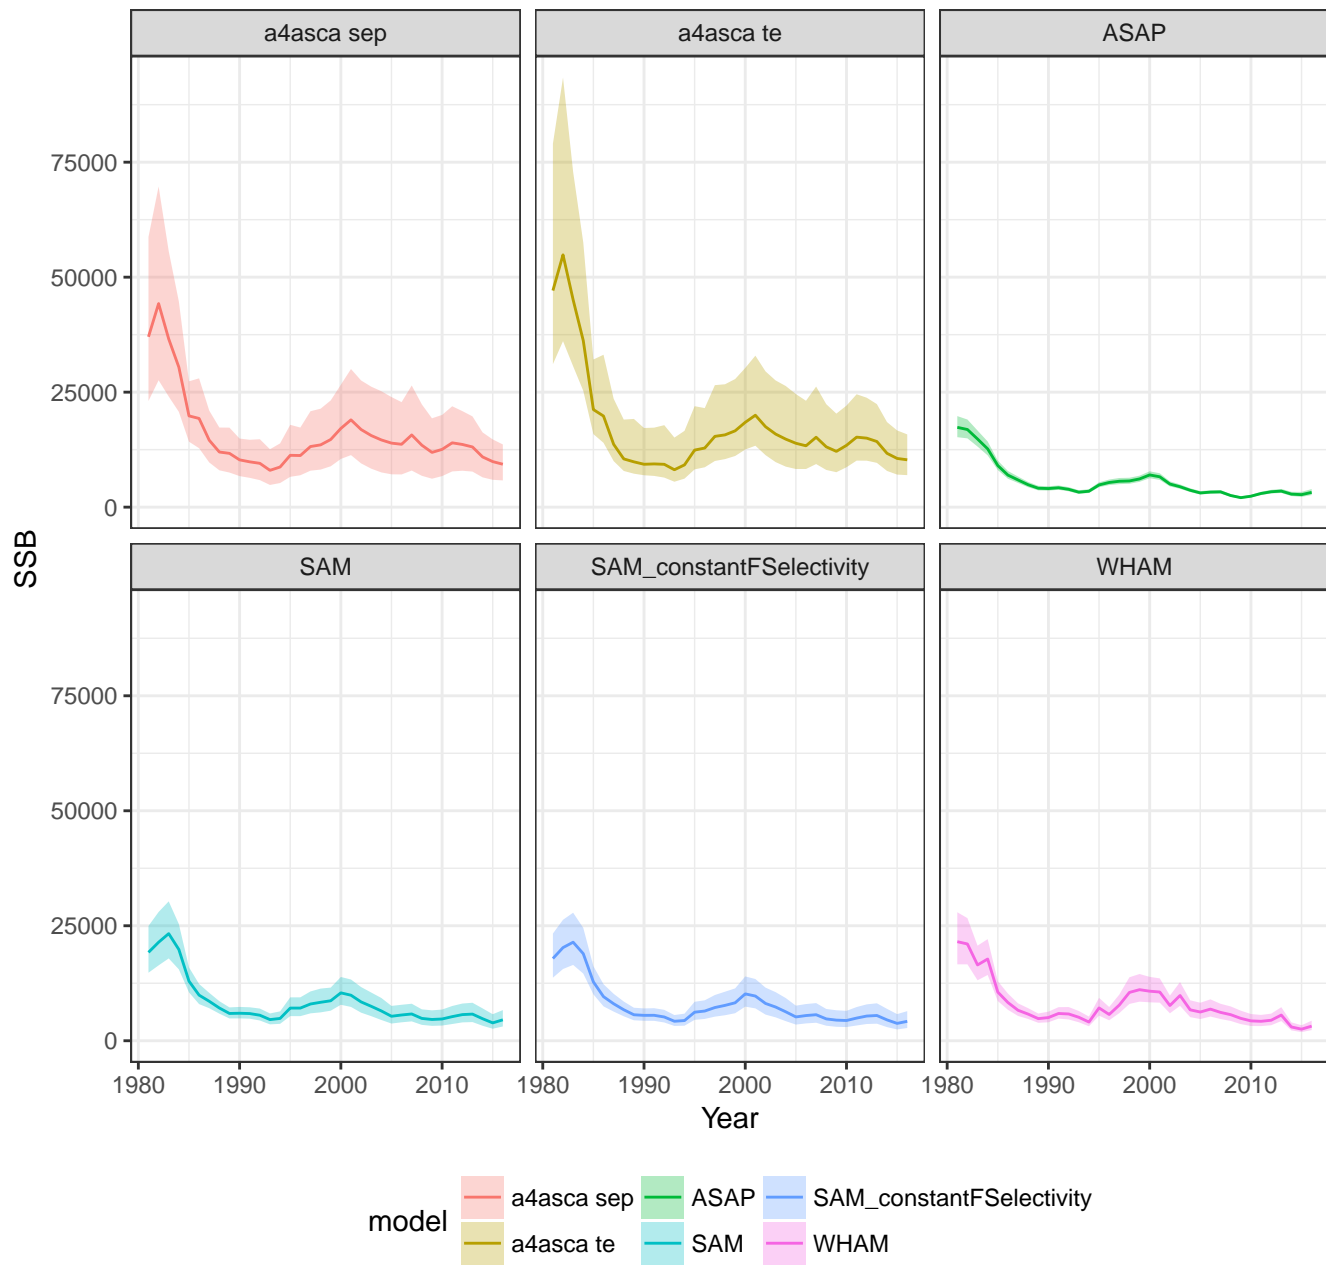 a4asca sep a4asca te ASAP
75000
50000
25000
0
SSB
SAM SAM_constantFSelectivity WHAM
75000
50000
25000
0
1980 1990 2000 2010 1980 1990 2000 2010 1980 1990 2000 2010
Year
model
a4asca sep ASAP SAM_constantFSelectivity
a4asca te SAM WHAM